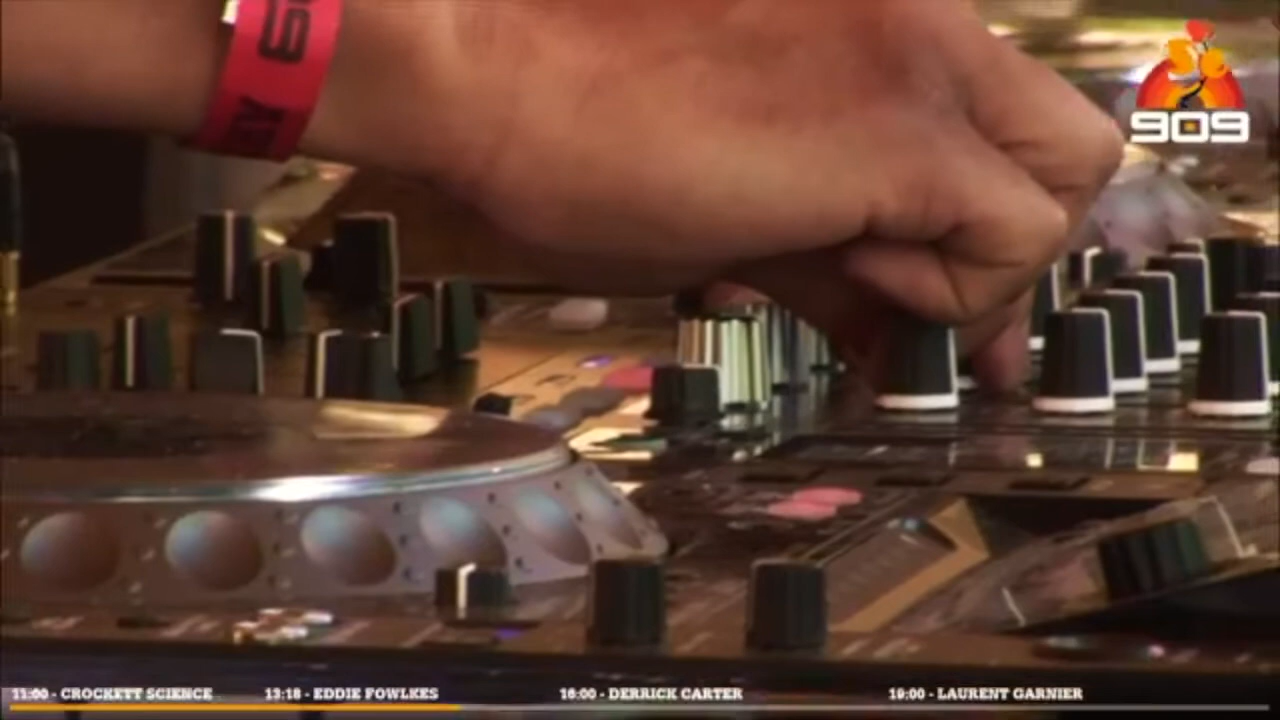 909
11:00 - CROCKETT SCIENCE
13:18 - EDDIE FOWLKES
16:00 - DERRICK CARTER
19:00 - LAURENT GARNIER